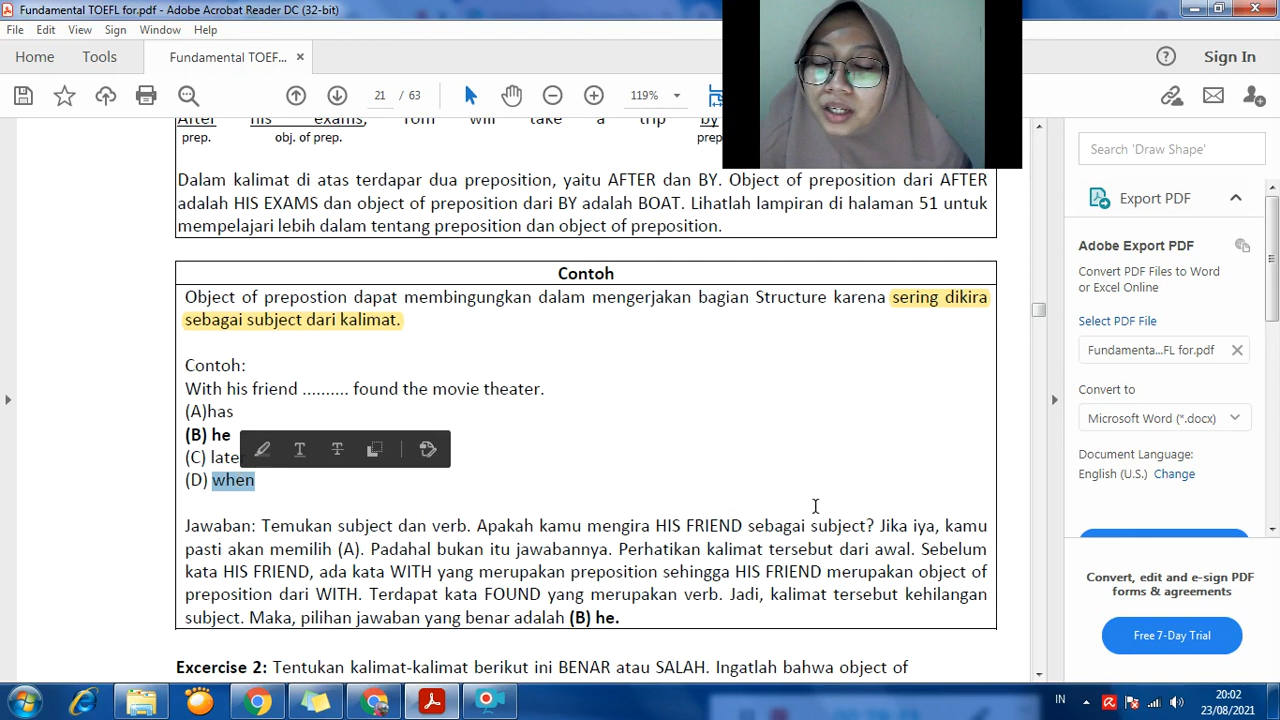 Fundamental TOEFL for.pdf - Adobe Acrobat Reader DC (32-bit)
File Edit View Sign Window Help
Home Tools Fundamental TOEF... ×
Sign In
21 / 63 119%
After his exams, Tom will take a trip by
prep. obj. of prep. prep
Dalam kalimat di atas terdapar dua preposition, yaitu AFTER dan BY. Object of preposition dari AFTER
adalah HIS EXAMS dan object of preposition dari BY adalah BOAT. Lihatlah lampiran di halaman 51 untuk
mempelajari lebih dalam tentang preposition dan object of preposition.
Contoh
Object of prepostion dapat membingungkan dalam mengerjakan bagian Structure karena sering dikira
sebagai subject dari kalimat.
Contoh:
With his friend .......... found the movie theater.
(A)has
(B) he
(C) later
(D) when
Jawaban: Temukan subject dan verb. Apakah kamu mengira HIS FRIEND sebagai subject? Jika iya, kamu
pasti akan memilih (A). Padahal bukan itu jawabannya. Perhatikan kalimat tersebut dari awal. Sebelum
kata HIS FRIEND, ada kata WITH yang merupakan preposition sehingga HIS FRIEND merupakan object of
preposition dari WITH. Terdapat kata FOUND yang merupakan verb. Jadi, kalimat tersebut kehilangan
subject. Maka, pilihan jawaban yang benar adalah (B) he.
Excercise 2: Tentukan kalimat-kalimat berikut ini BENAR atau SALAH. Ingatlah bahwa object of
Search 'Draw Shape'
Export PDF
Adobe Export PDF
Convert PDF Files to Word
or Excel Online
Select PDF File
Fundamenta...FL for.pdf
Convert to
Microsoft Word (*.docx)
Document Language:
English (U.S.) Change
Convert, edit and e-sign PDF
forms & agreements
Free 7-Day Trial
IN
20:02
23/08/2021